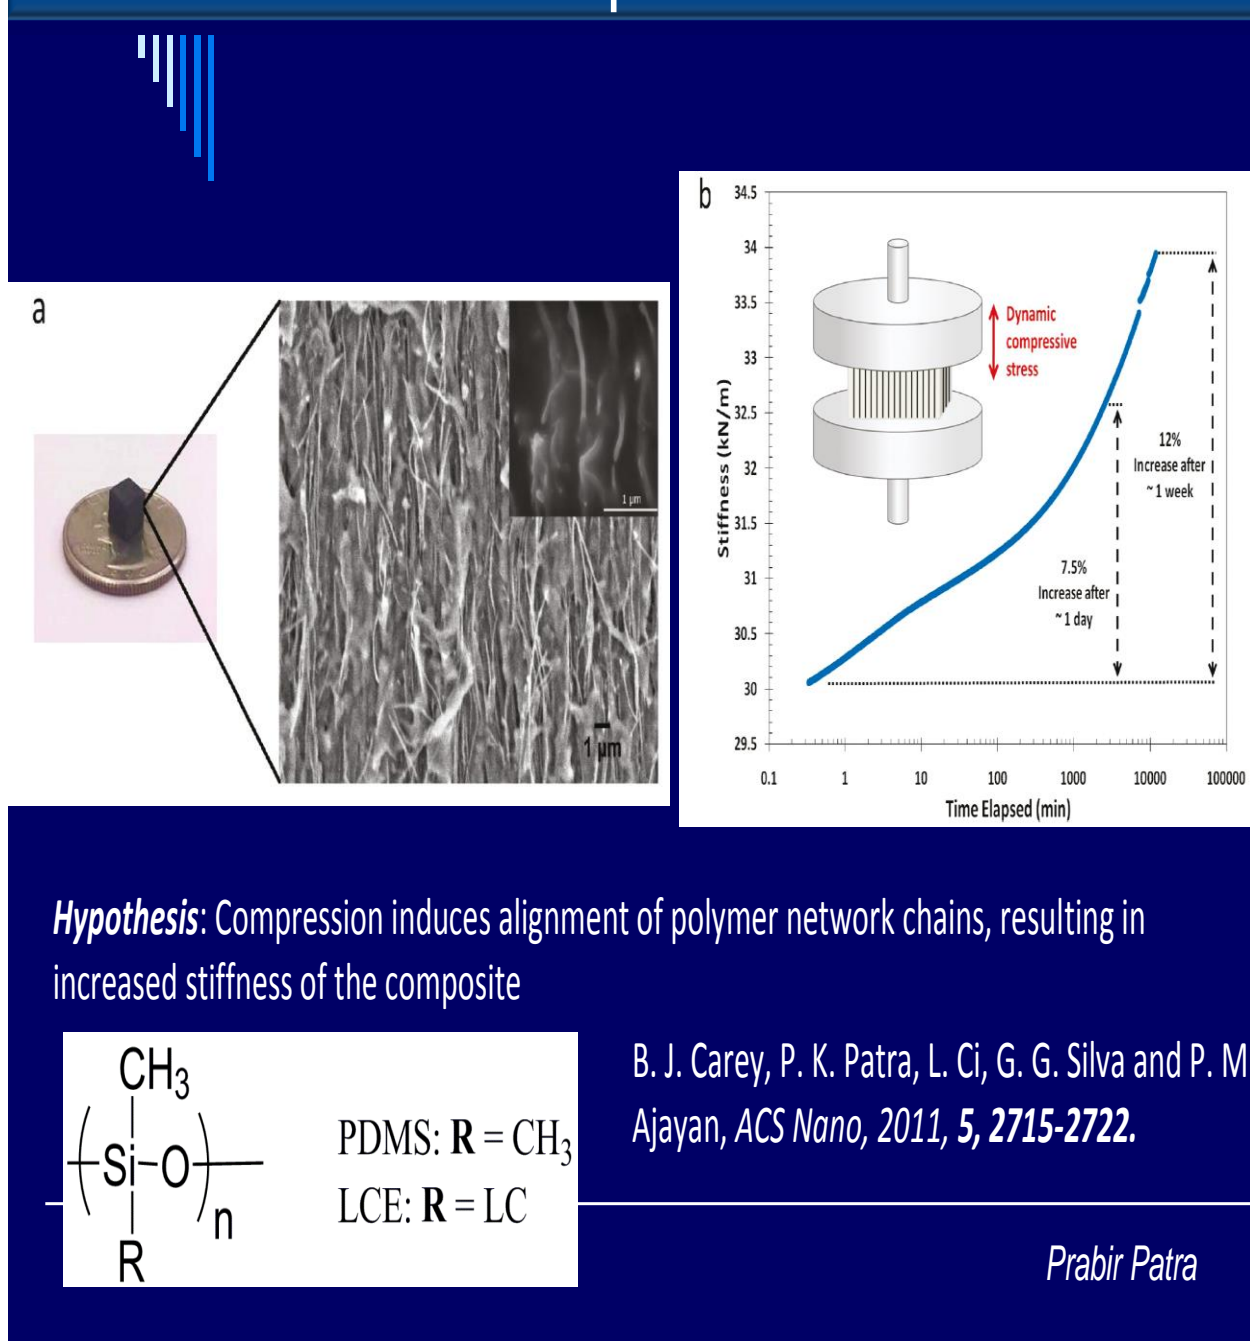 a
1 µm
1 µm
b
34.5
34
33.5
33
32.5
32
31.5
31
30.5
30
29.5
Stiffness (kN/m)
0.1 1 10 100 1000 10000 100000
Time Elapsed (min)
Dynamic
compressive
stress
12%
Increase after
~ 1 week
7.5%
Increase after
~ 1 day
Hypothesis: Compression induces alignment of polymer network chains, resulting in
increased stiffness of the composite
CH3
Si-O
n
R
PDMS: R = CH3
LCE: R = LC
B. J. Carey, P. K. Patra, L. Ci, G. G. Silva and P. M
Ajayan, ACS Nano, 2011, 5, 2715-2722.
Prabir Patra